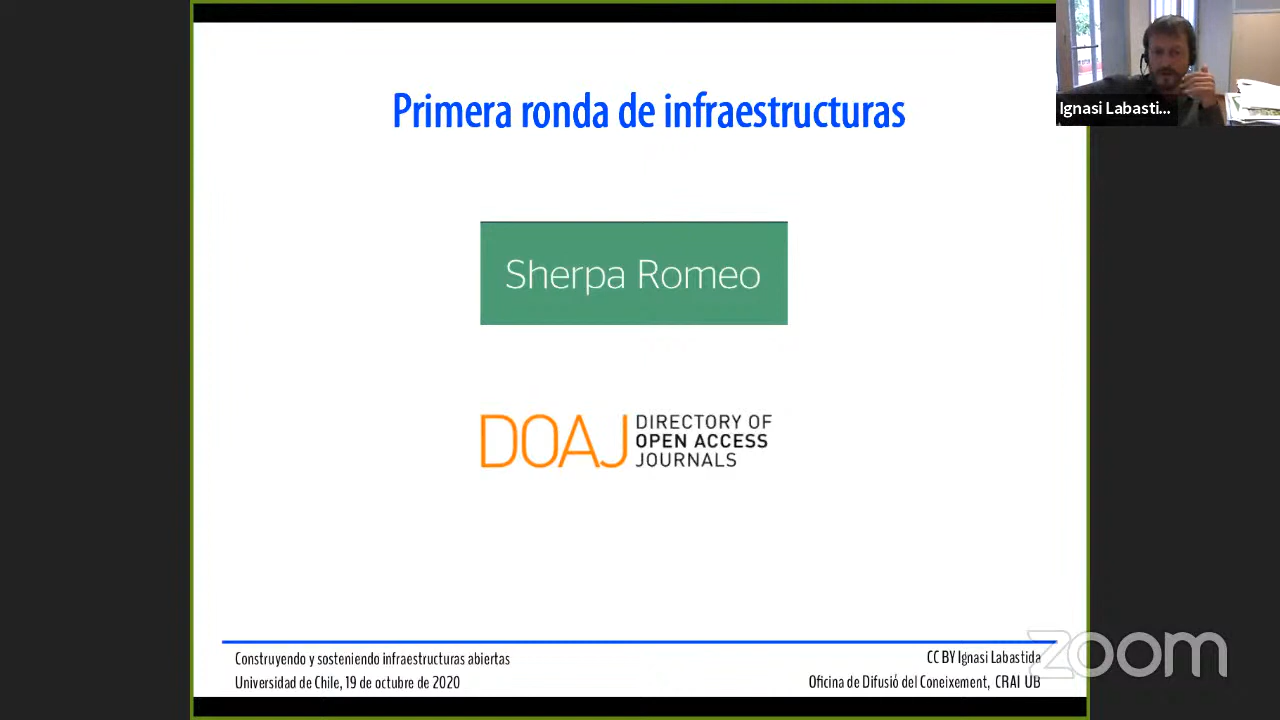 Primera ronda de infraestructuras
Ignasi Labasti...
Sherpa Romeo
DOAJ
DIRECTORY OF
OPEN ACCESS
JOURNALS
Construyendo y sosteniendo infraestructuras abiertas
Universidad de Chile, 19 de octubre de 2020
CC BY Ignasi Labastida
Oficina de Difusió del Coneixement, CRAI UB
zoom